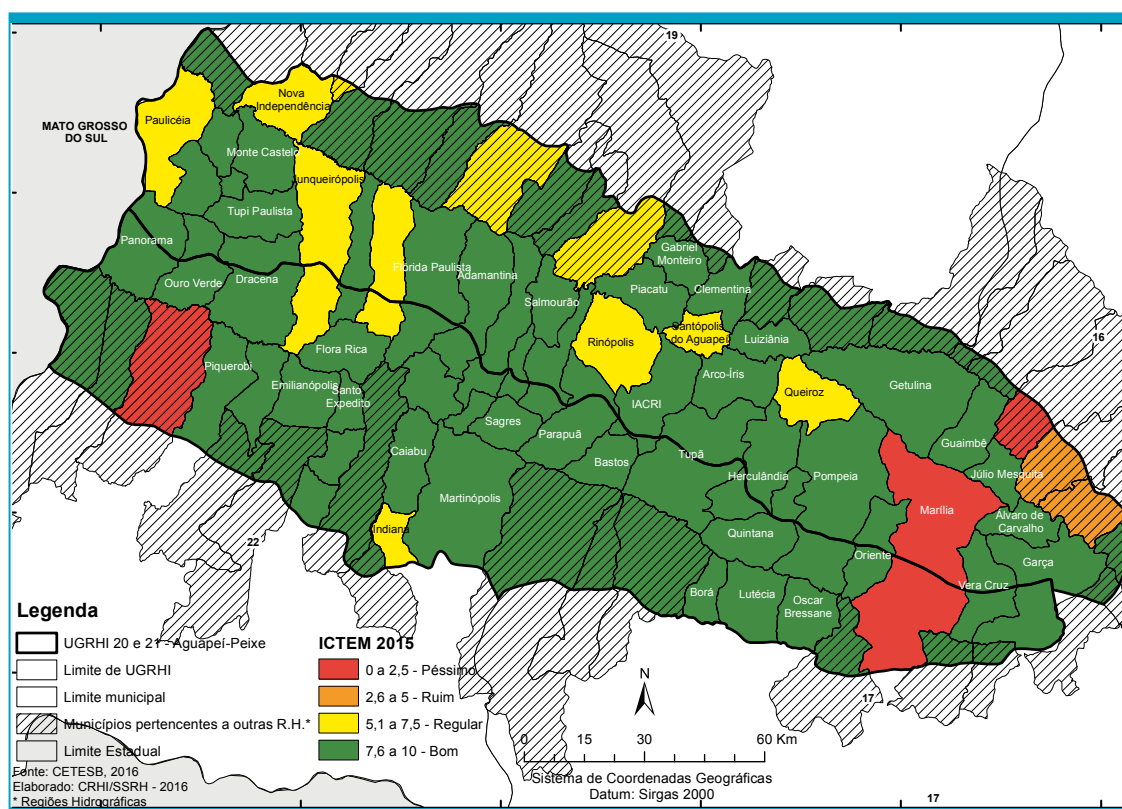 19
Nova
Independência
Paulicéia
MATO GROSSO
DO SUL
Monte Castelo
Junqueirópolis
Tupi Paulista
Panorama
Flórida Paulista
Adamantina
Gabriel
Monteiro
Ouro Verde
Dracena
Salmourão
Piacatu
Clementina
Santópolis
do Aguapeí
Rinópolis
Luiziânia
16
Flora Rica
Piquerobi
Emilianópolis
Santo
Expedito
Arco-Íris
Queiroz
Getulina
IACRI
Sagres
Parapuã
Guaimbê
Caiabu
Bastos
Tupã
Herculândia
Pompeia
Júlio Mesquita
Martinópolis
Marília
Álvaro de
Carvalho
Indiana
Quintana
Oriente
Garça
22
Vera Cruz
Borá
Lutécia
Oscar
Bressane
17
17
Legenda
UGRHI 20 e 21 - Aguapeí-Peixe
Limite de UGRHI
Limite municipal
Municípios pertencentes a outras R.H.*
Limite Estadual
ICTEM 2015
0 a 2,5 - Péssimo
2,6 a 5 - Ruim
5,1 a 7,5 - Regular
7,6 a 10 - Bom
N
0 15 30 60 Km
Sistema de Coordenadas Geográficas
Datum: Sirgas 2000
Fonte: CETESB, 2016
Elaborado: CRHI/SSRH - 2016
* Regiões Hidrográficas